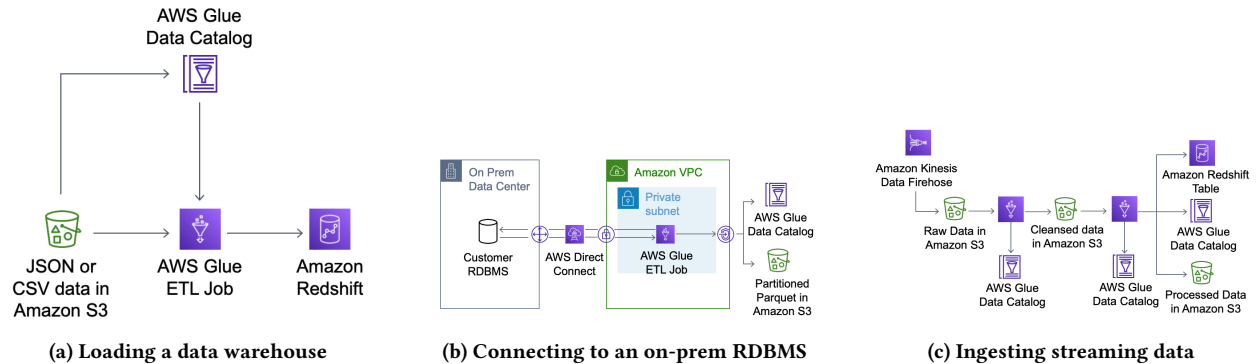 AWS Glue
Data Catalog
JSON or
CSV data in
Amazon S3
AWS Glue
ETL Job
Amazon
Redshift
(a) Loading a data warehouse
On Prem
Data Center
Customer
RDBMS
AWS Direct
Connect
Amazon VPC
Private
subnet
AWS Glue
ETL Job
AWS Glue
Data Catalog
Partitioned
Parquet in
Amazon S3
(b) Connecting to an on-prem RDBMS
Amazon Kinesis
Data Firehose
Raw Data in
Amazon S3
AWS Glue
Data Catalog
Cleansed data
in Amazon S3
AWS Glue
Data Catalog
Amazon Redshift
Table
AWS Glue
Data Catalog
Processed Data
in Amazon S3
(c) Ingesting streaming data